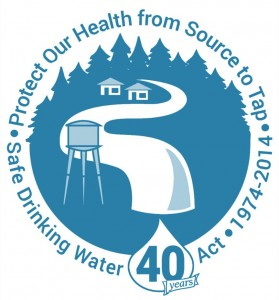 • Protect Our Health from Source to Tap •
Safe Drinking Water Act • 1974-2014
40
years